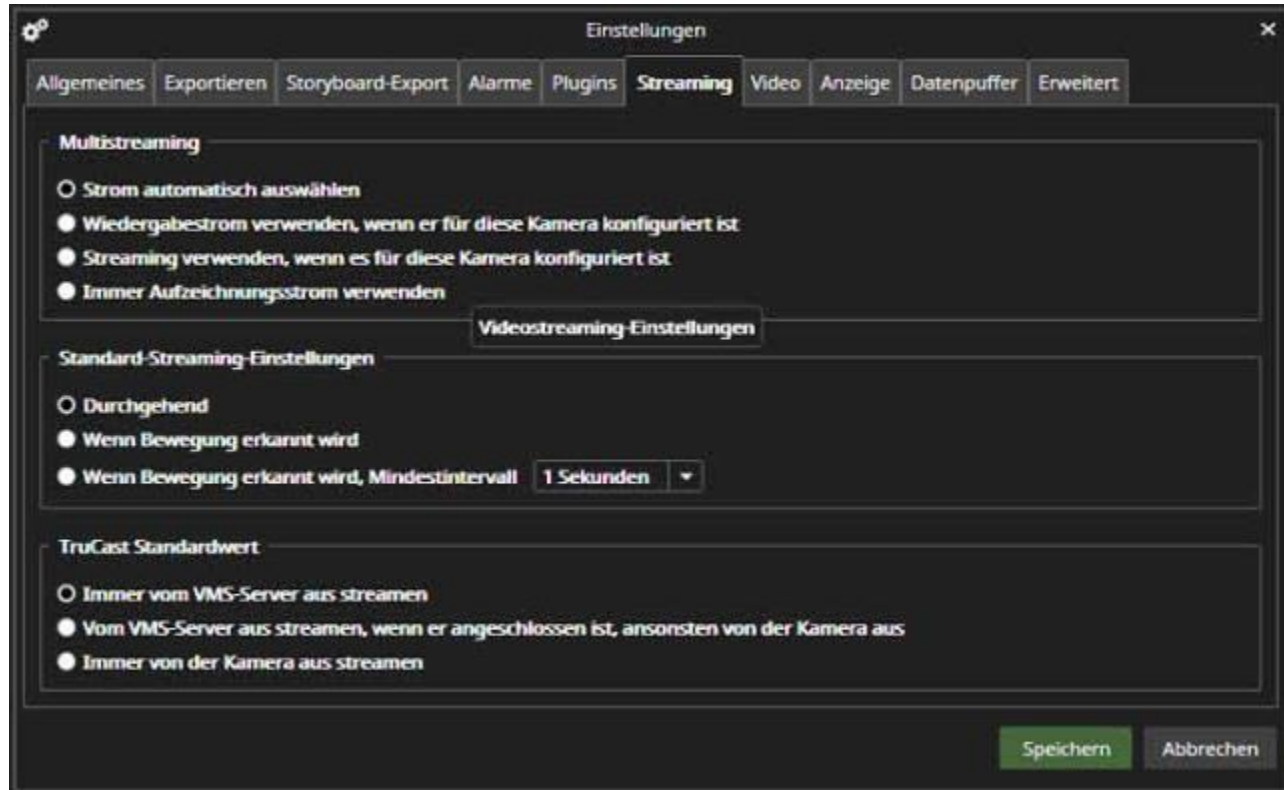 Einstellungen
Allgemeines Exportieren Storyboard-Export Alarme Plugins Streaming Video Anzeige Datenpuffer Erweitert
Multistreaming
Strom automatisch auswählen
Wiedergabestrom verwenden, wenn er für diese Kamera konfiguriert ist
Streaming verwenden, wenn es für diese Kamera konfiguriert ist
Immer Aufzeichnungsstrom verwenden
Videostreaming-Einstellungen
Standard-Streaming-Einstellungen
Durchgehend
Wenn Bewegung erkannt wird
Wenn Bewegung erkannt wird, Mindestintervall 1 Sekunden
TruCast Standardwert
Immer vom VMS-Server aus streamen
Vom VMS-Server aus streamen, wenn er angeschlossen ist, ansonsten von der Kamera aus
Immer von der Kamera aus streamen
Speichern Abbrechen